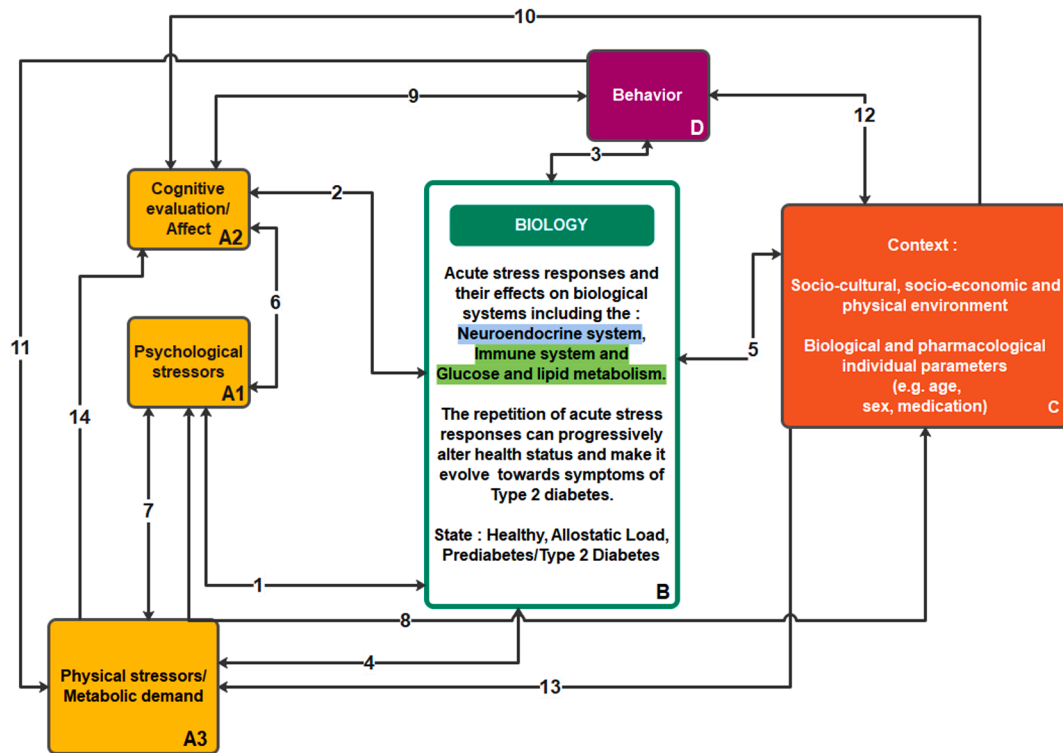 10
Behavior
D
9
12
3
Cognitive
evaluation/
Affect
A2
2
BIOLOGY
Acute stress responses and
their effects on biological
systems including the :
Neuroendocrine system,
Immune system and
Glucose and lipid metabolism.
The repetition of acute stress
responses can progressively
alter health status and make it
evolve towards symptoms of
Type 2 diabetes.
State : Healthy, Allostatic Load,
Prediabetes/Type 2 Diabetes
B
Context :
Socio-cultural, socio-economic and
physical environment
Biological and pharmacological
individual parameters
(e.g. age,
sex, medication)
C
6
5
11
Psychological
stressors
A1
14
7
1
8
4
13
Physical stressors/
Metabolic demand
A3